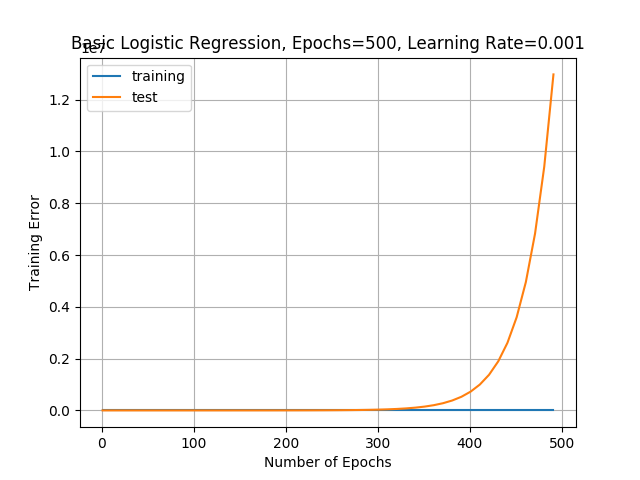 Basic Logistic Regression, Epochs=500, Learning Rate=0.001
1e7
training
test
1.2
1.0
0.8
0.6
0.4
0.2
0.0
Training Error
0 100 200 300 400 500
Number of Epochs